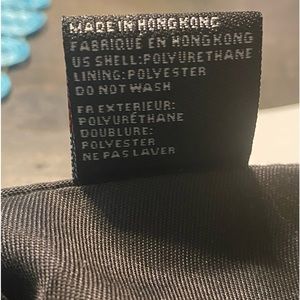 MADE IN HONGKONG
FABRIQUÉ EN HONGKONG
US SHELL:POLYURETHANE
LINING:POLYESTER
DO NOT WASH
FR EXTERIEUR:
POLYURÉTHANE
DOUBLURE:
POLYESTER
NE PAS LAVER